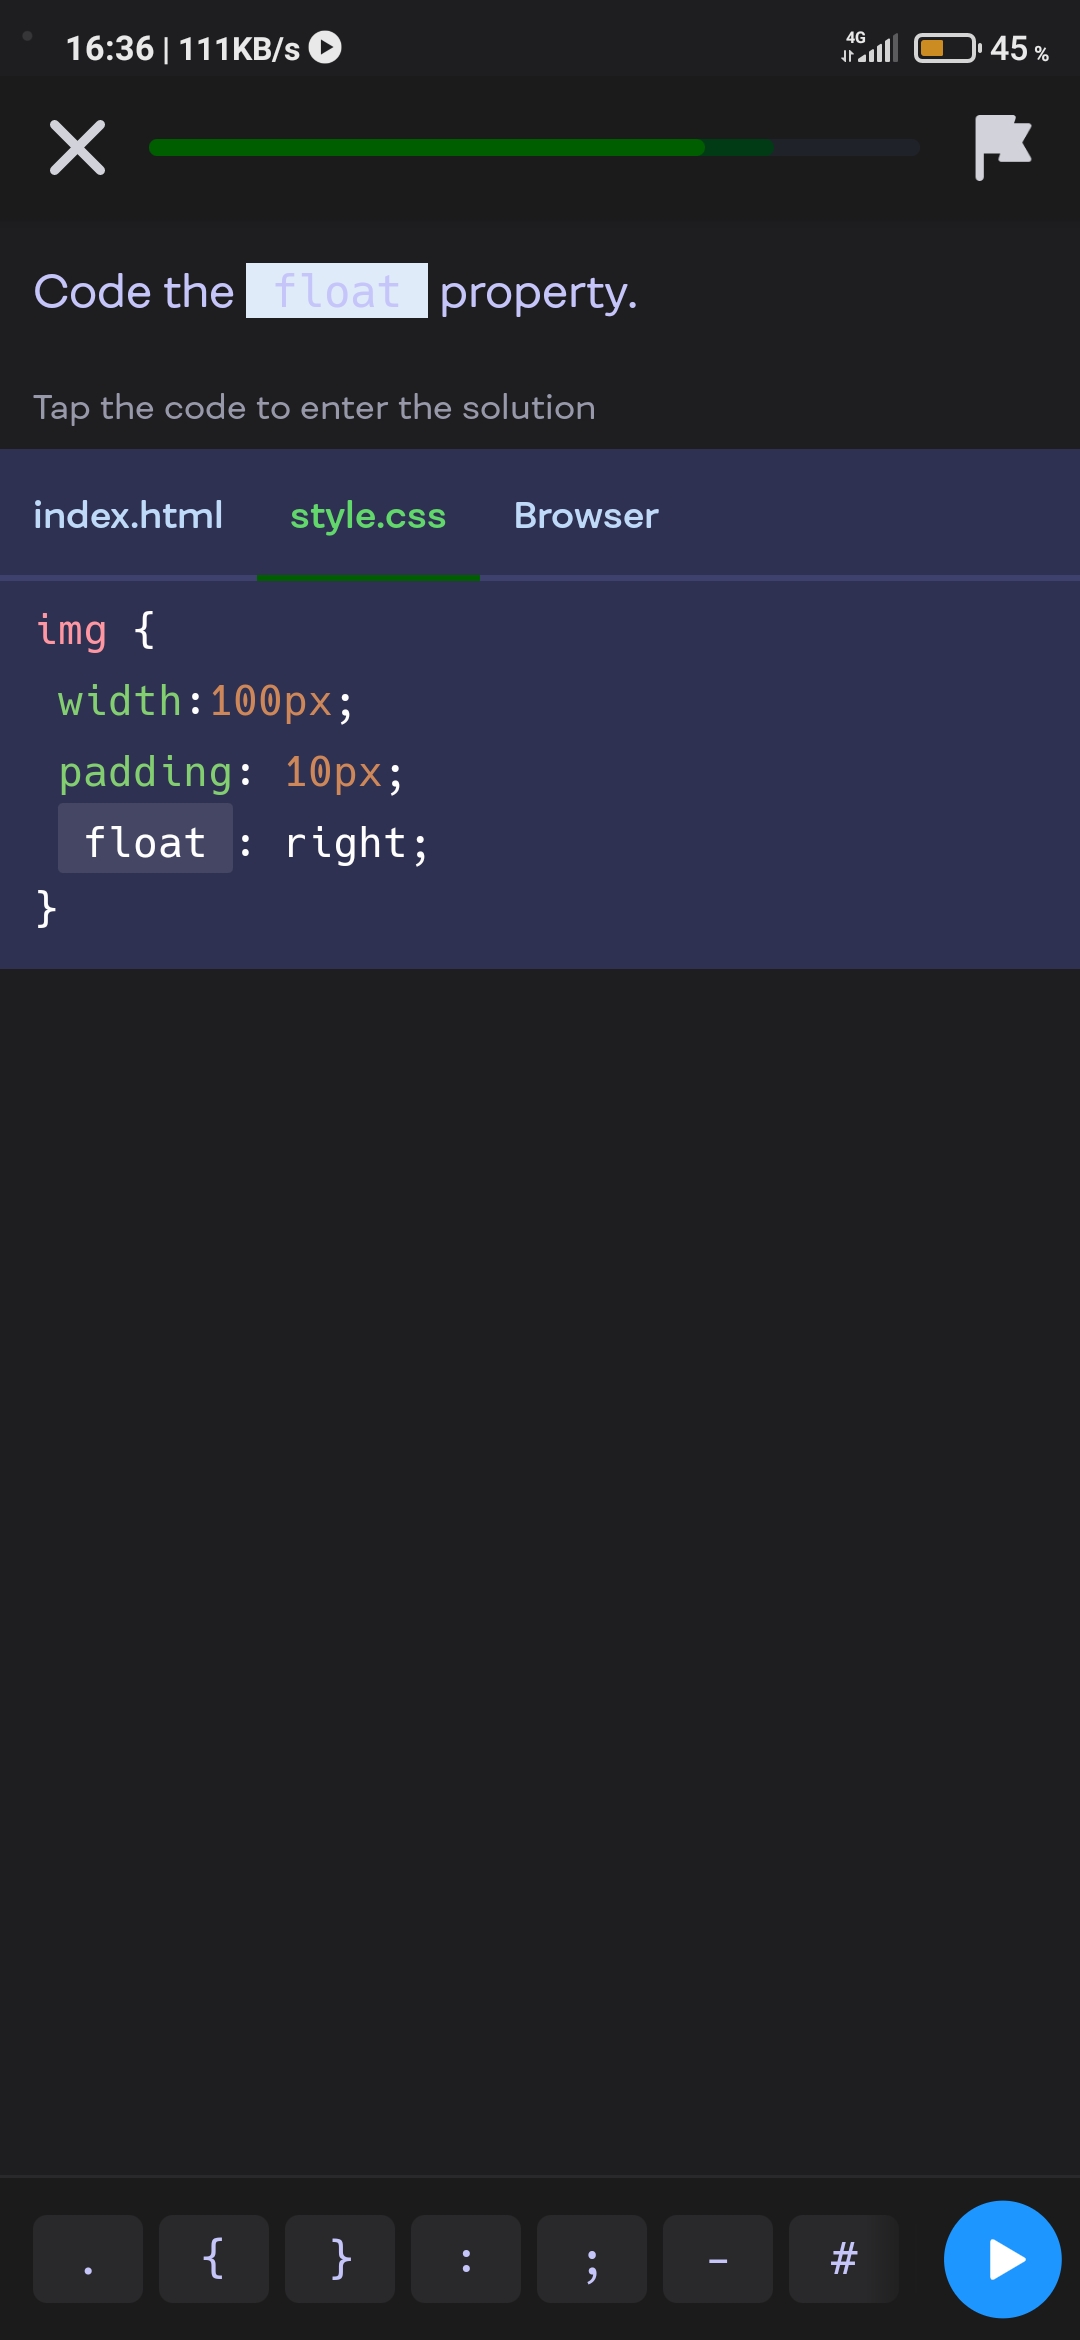 16:36 | 111KB/s 4G 45 %
Code the float property.
Tap the code to enter the solution
index.html style.css Browser
img {
width:100px;
padding: 10px;
float : right;
}
. { } : ; - #